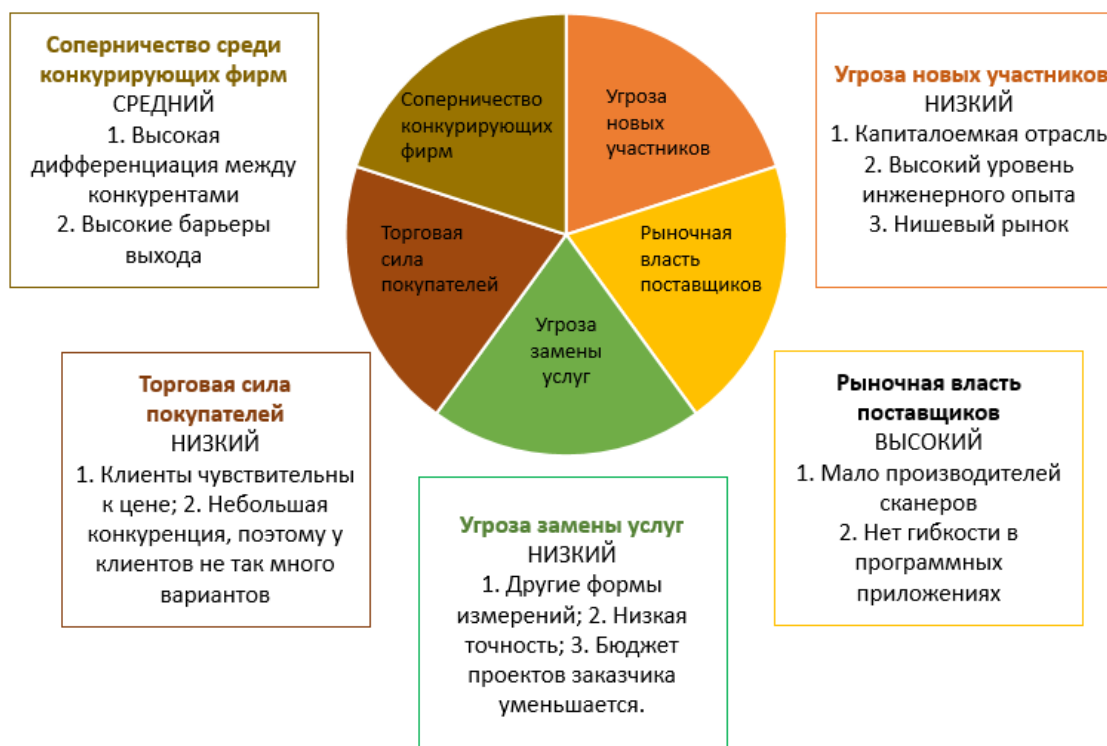 Соперничество среди
конкурирующих фирм
СРЕДНИЙ
1. Высокая
дифференциация между
конкурентами
2. Высокие барьеры
выхода
Соперничество
конкурирующих
фирм
Угроза
новых
участников
Угроза новых участников
НИЗКИЙ
1. Капиталоемкая отрасль
2. Высокий уровень
инженерного опыта
3. Нишевый рынок
Торговая
сила
покупателей
Рыночная
власть
поставщиков
Угроза
замены
услуг
Торговая сила
покупателей
НИЗКИЙ
1. Клиенты чувствительны
к цене; 2. Небольшая
конкуренция, поэтому у
клиентов не так много
вариантов
Угроза замены услуг
НИЗКИЙ
1. Другие формы
измерений; 2. Низкая
точность; 3. Бюджет
проектов заказчика
уменьшается.
Рыночная власть
поставщиков
ВЫСОКИЙ
1. Мало производителей
сканеров
2. Нет гибкости в
программных
приложениях